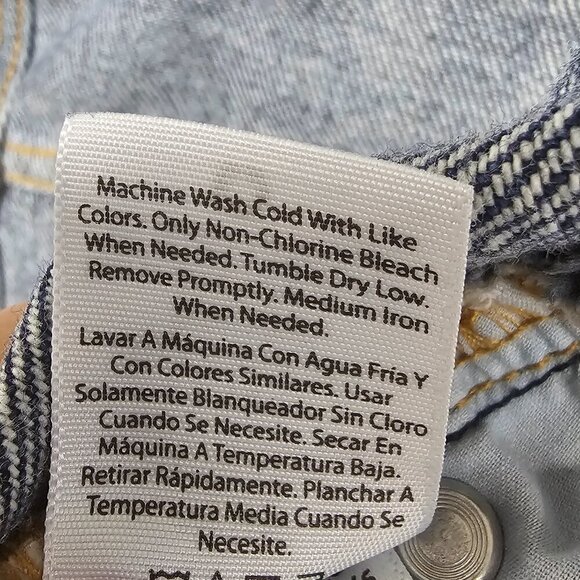 Machine Wash Cold With Like
Colors. Only Non-Chlorine Bleach
When Needed. Tumble Dry Low.
Remove Promptly. Medium Iron
When Needed.
Lavar A Máquina Con Agua Fría Y
Con Colores Similares. Usar
Solamente Blanqueador Sin Cloro
Cuando Se Necesite. Secar En
Máquina A Temperatura Baja.
Retirar Rápidamente. Planchar A
Temperatura Media Cuando Se
Necesite.